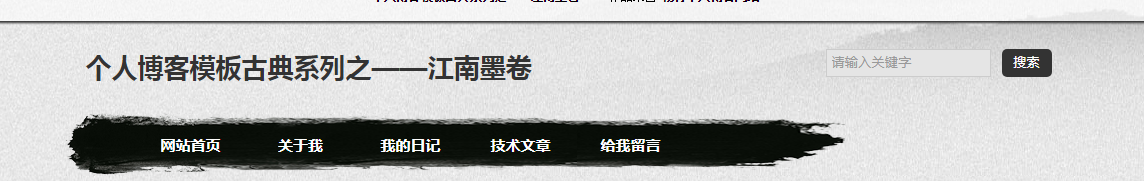 个人博客模板古典系列之——江南墨卷
请输入关键字 搜索
网站首页 关于我 我的日记 技术文章 给我留言